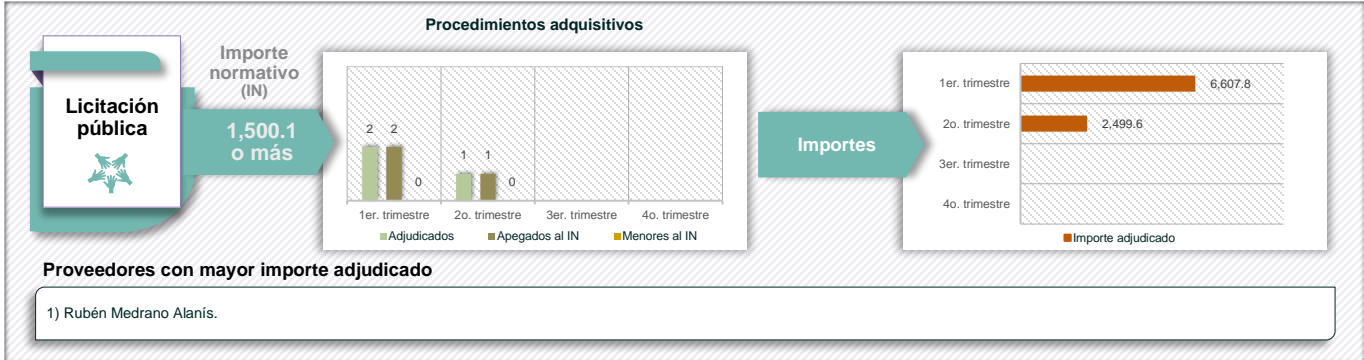 Procedimientos adquisitivos
Licitación
pública
Importe
normativo
(IN)
1,500.1
o más
2 2
0
1 1
0
1er. trimestre 2o. trimestre 3er. trimestre 4o. trimestre
Adjudicados Apegados al IN Menores al IN
Importes
1er. trimestre 6,607.8
2o. trimestre 2,499.6
3er. trimestre
4o. trimestre
Importe adjudicado
Proveedores con mayor importe adjudicado
1) Rubén Medrano Alanís.